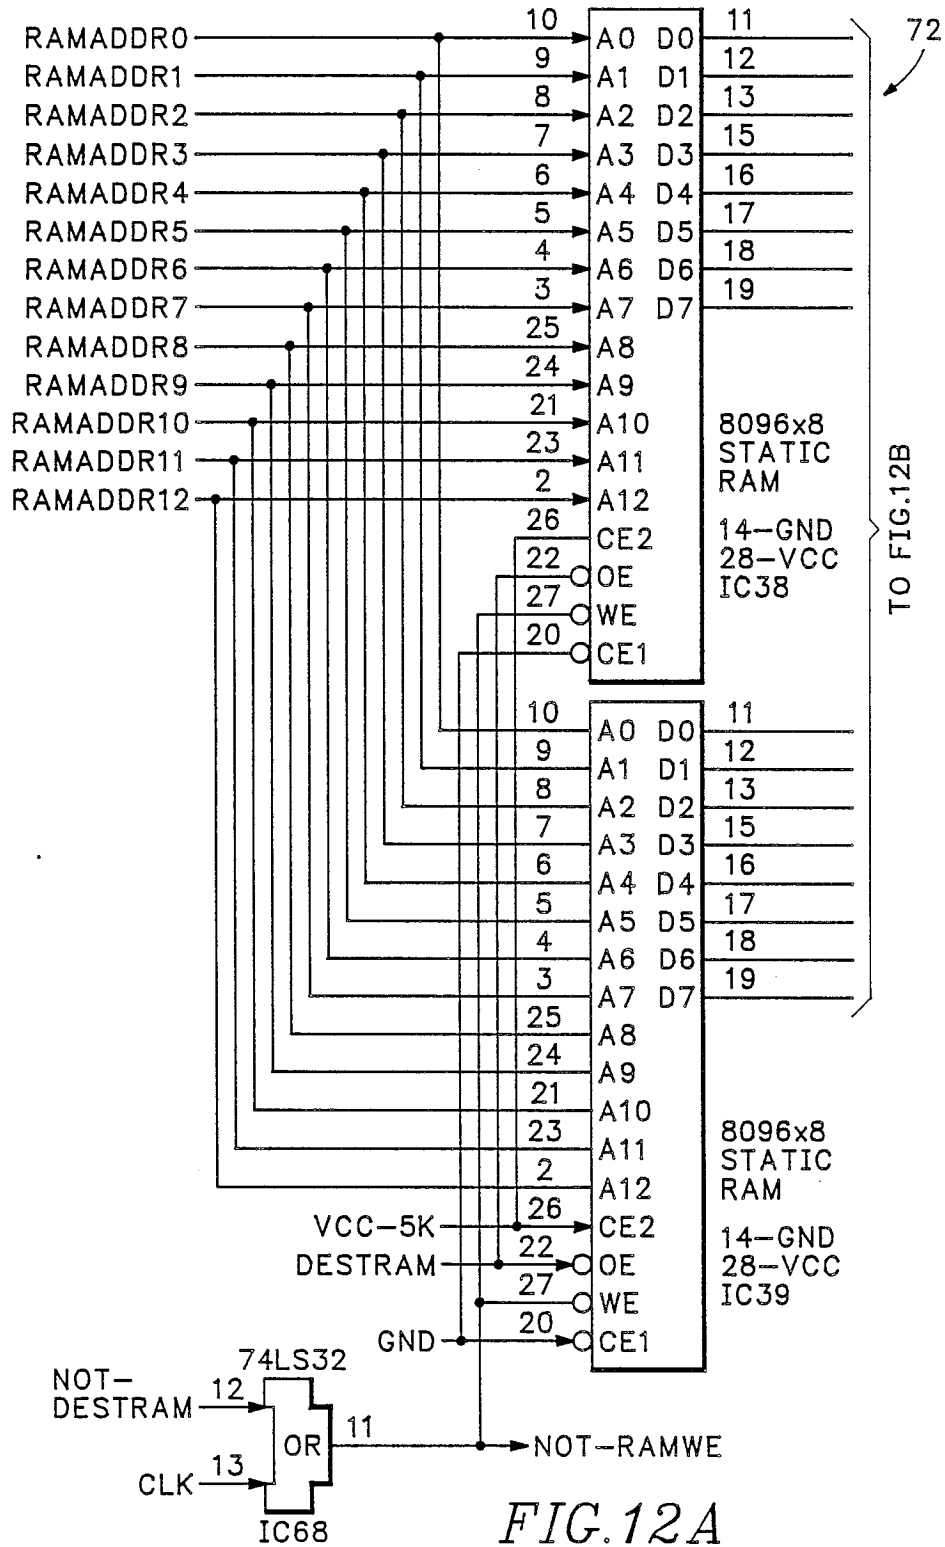 72
RAMADDR0 10 A0 D0 11
RAMADDR1 9 A1 D1 12
RAMADDR2 8 A2 D2 13
RAMADDR3 7 A3 D3 15
RAMADDR4 6 A4 D4 16
RAMADDR5 5 A5 D5 17
RAMADDR6 4 A6 D6 18
RAMADDR7 3 A7 D7 19
RAMADDR8 25 A8
RAMADDR9 24 A9
RAMADDR10 21 A10
RAMADDR11 23 A11
RAMADDR12 2 A12
26 CE2
22 OE
27 WE
20 CE1
8096x8
STATIC
RAM
14-GND
28-VCC
IC38
TO FIG.12B
10 A0 D0 11
9 A1 D1 12
8 A2 D2 13
7 A3 D3 15
6 A4 D4 16
5 A5 D5 17
4 A6 D6 18
3 A7 D7 19
25 A8
24 A9
21 A10
23 A11
2 A12
VCC-5K 26 CE2
DESTRAM 22 OE
27 WE
GND 20 CE1
8096x8
STATIC
RAM
14-GND
28-VCC
IC39
74LS32
NOT-
DESTRAM 12
OR 11 NOT-RAMWE
CLK 13
IC68
FIG.12A